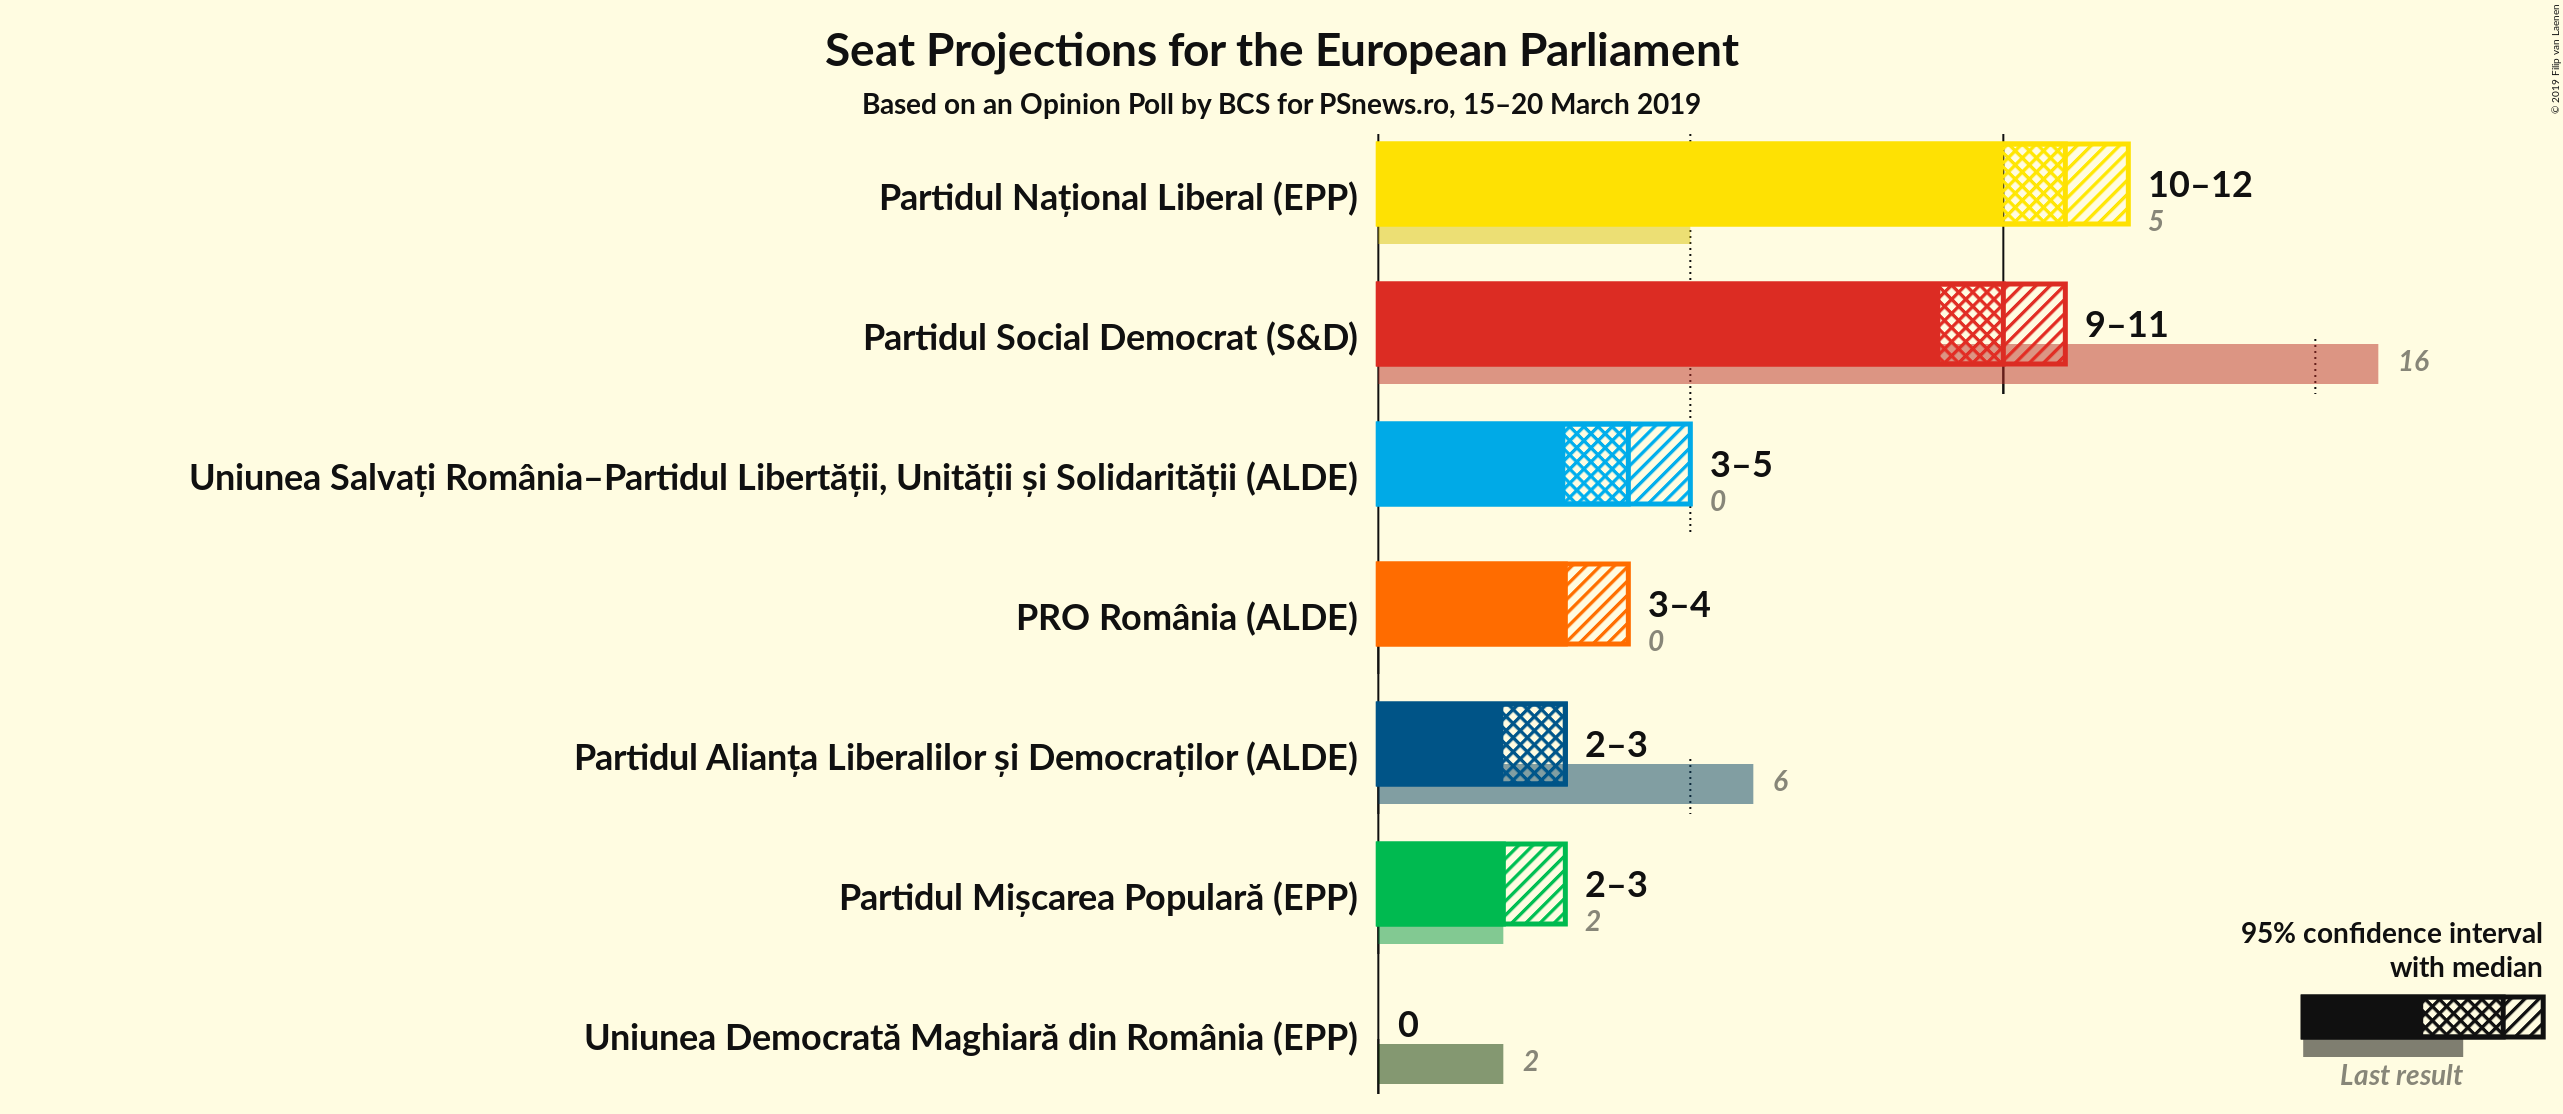 Seat Projections for the European Parliament
Based on an Opinion Poll by BCS for PSnews.ro, 15–20 March 2019
© 2019 Filip van Laenen
Partidul Național Liberal (EPP)
10–12
5
Partidul Social Democrat (S&D)
9–11
16
Uniunea Salvați România–Partidul Libertății, Unității și Solidarității (ALDE)
3–5
0
PRO România (ALDE)
3–4
0
Partidul Alianța Liberalilor și Democraților (ALDE)
2–3
6
Partidul Mișcarea Populară (EPP)
2–3
2
Uniunea Democrată Maghiară din România (EPP)
0
2
95% confidence interval
with median
Last result